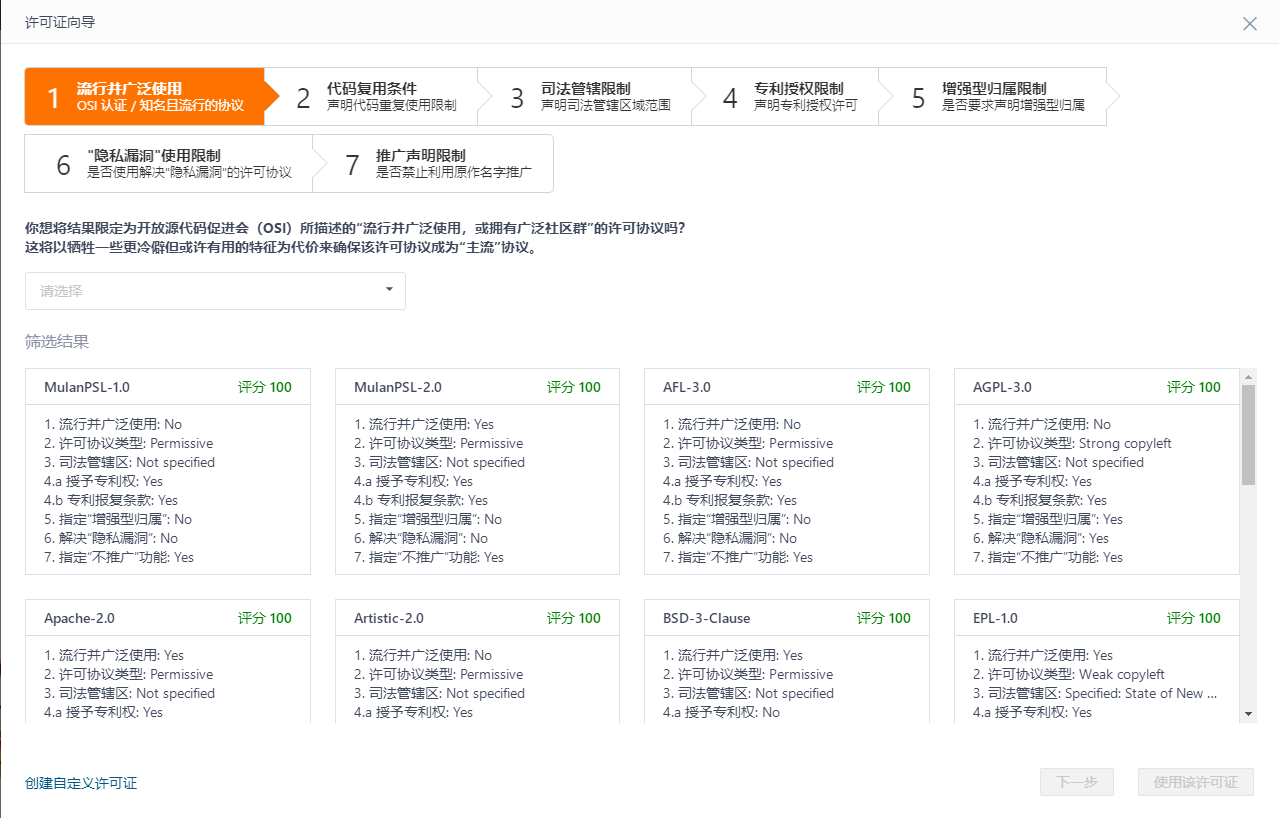 许可证向导
1 流行并广泛使用
OSI 认证 / 知名且流行的协议
2 代码复用条件
声明代码重复使用限制
3 司法管辖限制
声明司法管辖区域范围
4 专利授权限制
声明专利授权许可
5 增强型归属限制
是否要求声明增强型归属
6 "隐私漏洞"使用限制
是否使用解决"隐私漏洞"的许可协议
7 推广声明限制
是否禁止利用原作名字推广
你想将结果限定为开放源代码促进会（OSI）所描述的“流行并广泛使用，或拥有广泛社区群”的许可协议吗？
这将以牺牲一些更冷僻但或许有用的特征为代价来确保该许可协议成为“主流”协议。
请选择
筛选结果
MulanPSL-1.0 评分 100
1. 流行并广泛使用: No
2. 许可协议类型: Permissive
3. 司法管辖区: Not specified
4.a 授予专利权: Yes
4.b 专利报复条款: Yes
5. 指定“增强型归属”: No
6. 解决“隐私漏洞”: No
7. 指定“不推广”功能: Yes
MulanPSL-2.0 评分 100
1. 流行并广泛使用: Yes
2. 许可协议类型: Permissive
3. 司法管辖区: Not specified
4.a 授予专利权: Yes
4.b 专利报复条款: Yes
5. 指定“增强型归属”: No
6. 解决“隐私漏洞”: No
7. 指定“不推广”功能: Yes
AFL-3.0 评分 100
1. 流行并广泛使用: No
2. 许可协议类型: Permissive
3. 司法管辖区: Not specified
4.a 授予专利权: Yes
4.b 专利报复条款: Yes
5. 指定“增强型归属”: No
6. 解决“隐私漏洞”: No
7. 指定“不推广”功能: Yes
AGPL-3.0 评分 100
1. 流行并广泛使用: No
2. 许可协议类型: Strong copyleft
3. 司法管辖区: Not specified
4.a 授予专利权: Yes
4.b 专利报复条款: Yes
5. 指定“增强型归属”: Yes
6. 解决“隐私漏洞”: Yes
7. 指定“不推广”功能: Yes
Apache-2.0 评分 100
1. 流行并广泛使用: Yes
2. 许可协议类型: Permissive
3. 司法管辖区: Not specified
4.a 授予专利权: Yes
Artistic-2.0 评分 100
1. 流行并广泛使用: No
2. 许可协议类型: Permissive
3. 司法管辖区: Not specified
4.a 授予专利权: Yes
BSD-3-Clause 评分 100
1. 流行并广泛使用: Yes
2. 许可协议类型: Permissive
3. 司法管辖区: Not specified
4.a 授予专利权: No
EPL-1.0 评分 100
1. 流行并广泛使用: Yes
2. 许可协议类型: Weak copyleft
3. 司法管辖区: Specified: State of New ...
4.a 授予专利权: Yes
创建自定义许可证
下一步
使用该许可证